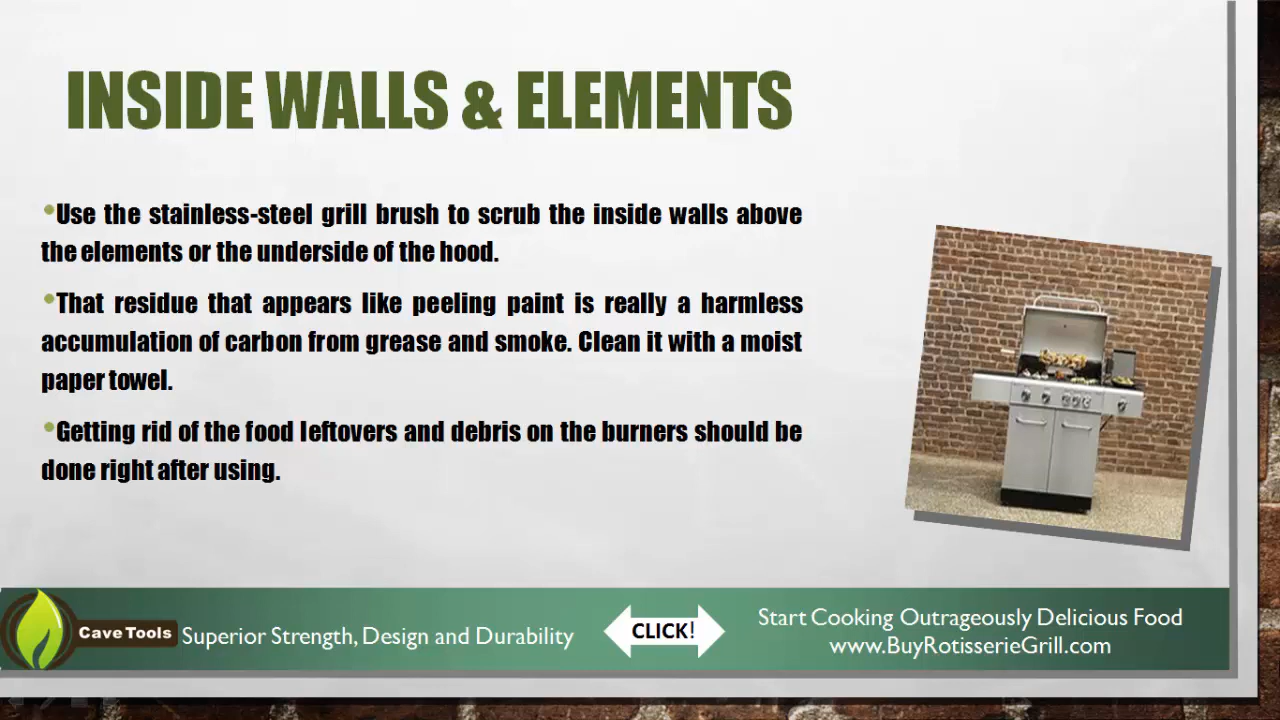 INSIDE WALLS & ELEMENTS
•Use the stainless-steel grill brush to scrub the inside walls above
the elements or the underside of the hood.
•That residue that appears like peeling paint is really a harmless
accumulation of carbon from grease and smoke. Clean it with a moist
paper towel.
•Getting rid of the food leftovers and debris on the burners should be
done right after using.
Cave Tools
Superior Strength, Design and Durability
CLICK!
Start Cooking Outrageously Delicious Food
www.BuyRotisserieGrill.com